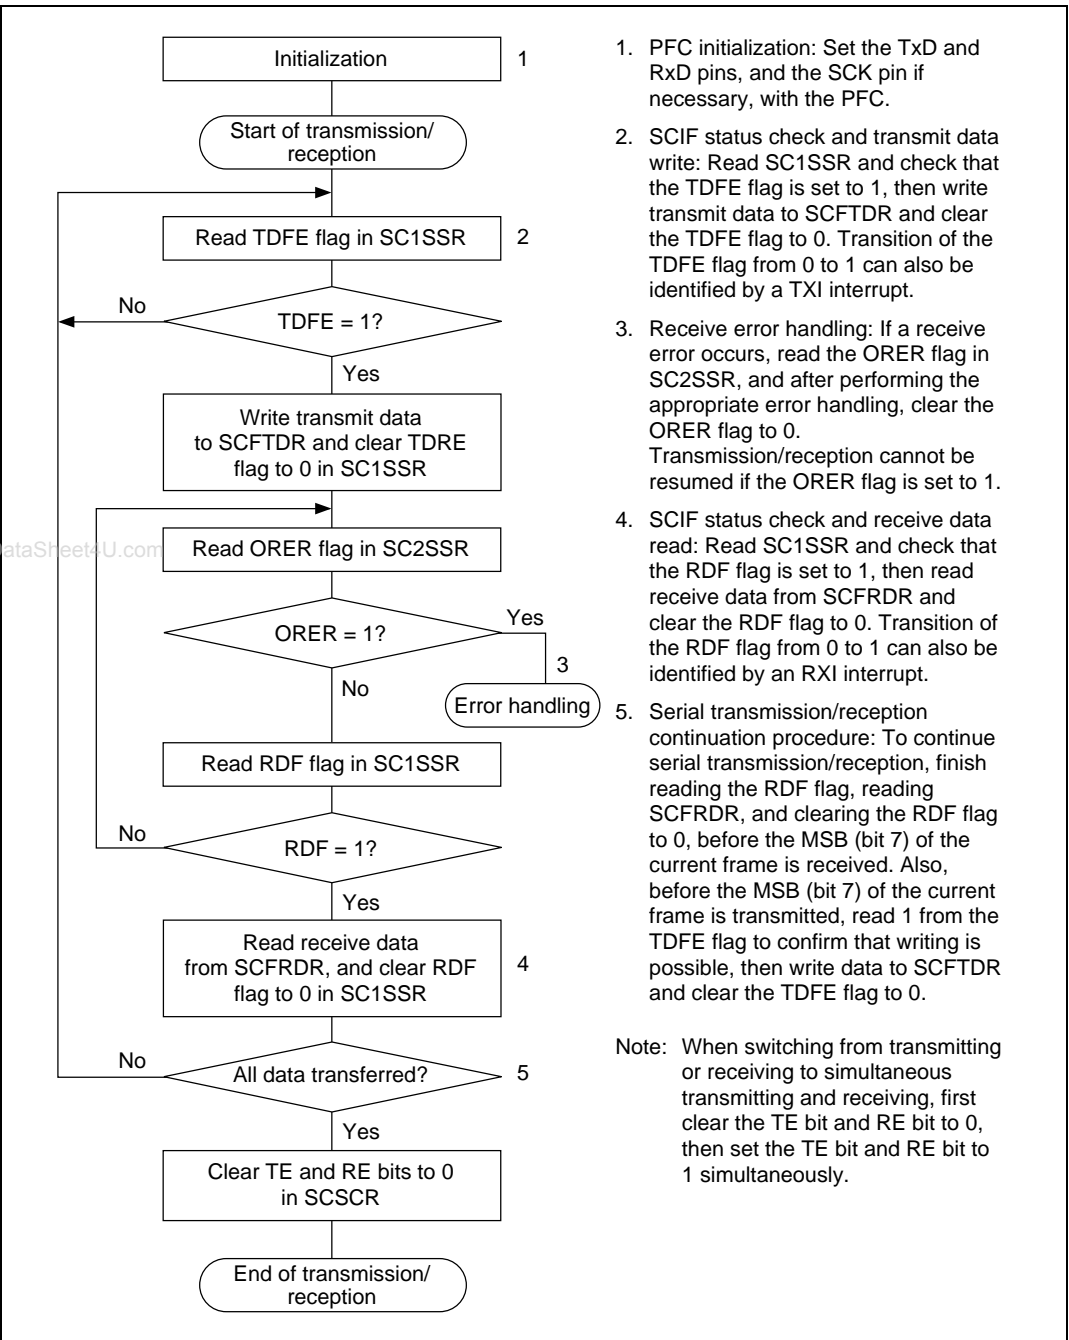 Initialization
1
Start of transmission/
reception
Read TDFE flag in SC1SSR
2
No
TDFE = 1?
Yes
Write transmit data
to SCFTDR and clear TDRE
flag to 0 in SC1SSR
Read ORER flag in SC2SSR
ORER = 1?
Yes
3
No
Error handling
Read RDF flag in SC1SSR
No
RDF = 1?
Yes
Read receive data
from SCFRDR, and clear RDF
flag to 0 in SC1SSR
4
No
All data transferred?
5
Yes
Clear TE and RE bits to 0
in SCSCR
End of transmission/
reception
1. PFC initialization: Set the TxD and
RxD pins, and the SCK pin if
necessary, with the PFC.
2. SCIF status check and transmit data
write: Read SC1SSR and check that
the TDFE flag is set to 1, then write
transmit data to SCFTDR and clear
the TDFE flag to 0. Transition of the
TDFE flag from 0 to 1 can also be
identified by a TXI interrupt.
3. Receive error handling: If a receive
error occurs, read the ORER flag in
SC2SSR, and after performing the
appropriate error handling, clear the
ORER flag to 0.
Transmission/reception cannot be
resumed if the ORER flag is set to 1.
4. SCIF status check and receive data
read: Read SC1SSR and check that
the RDF flag is set to 1, then read
receive data from SCFRDR and
clear the RDF flag to 0. Transition of
the RDF flag from 0 to 1 can also be
identified by an RXI interrupt.
5. Serial transmission/reception
continuation procedure: To continue
serial transmission/reception, finish
reading the RDF flag, reading
SCFRDR, and clearing the RDF flag
to 0, before the MSB (bit 7) of the
current frame is received. Also,
before the MSB (bit 7) of the current
frame is transmitted, read 1 from the
TDFE flag to confirm that writing is
possible, then write data to SCFTDR
and clear the TDFE flag to 0.
Note: When switching from transmitting
or receiving to simultaneous
transmitting and receiving, first
clear the TE bit and RE bit to 0,
then set the TE bit and RE bit to
1 simultaneously.
ataSheet4U.com